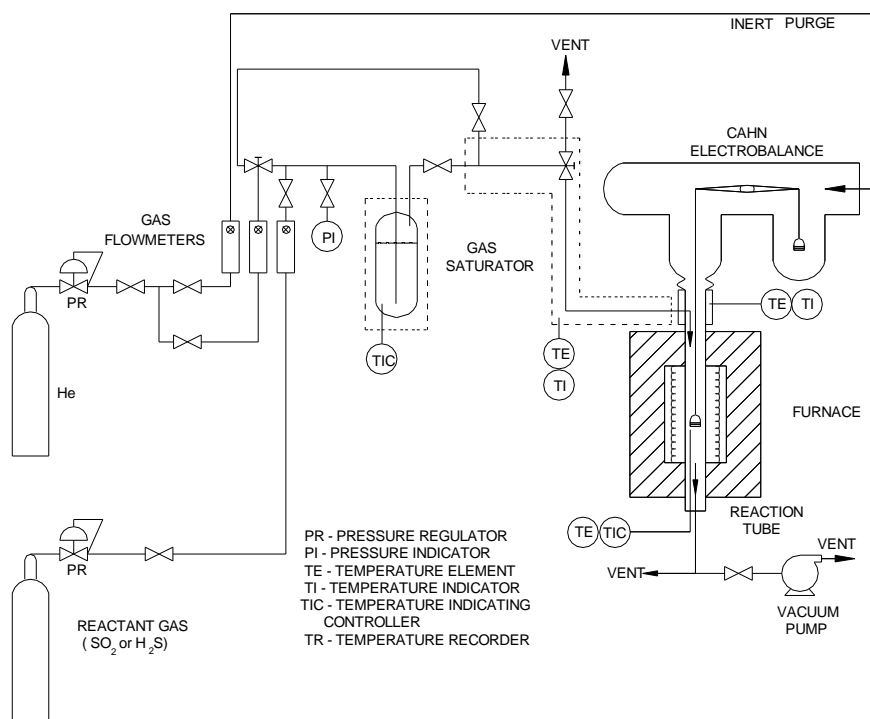 INERT PURGE
VENT
CAHN
ELECTROBALANCE
GAS
FLOWMETERS
PI
GAS
SATURATOR
PR
TE TI
TIC
TE
TI
He
FURNACE
REACTION
TUBE
TE TIC
PR
VENT
VENT
VACUUM
PUMP
REACTANT GAS
( SO2 or H2S)
PR - PRESSURE REGULATOR
PI - PRESSURE INDICATOR
TE - TEMPERATURE ELEMENT
TI - TEMPERATURE INDICATOR
TIC - TEMPERATURE INDICATING
CONTROLLER
TR - TEMPERATURE RECORDER